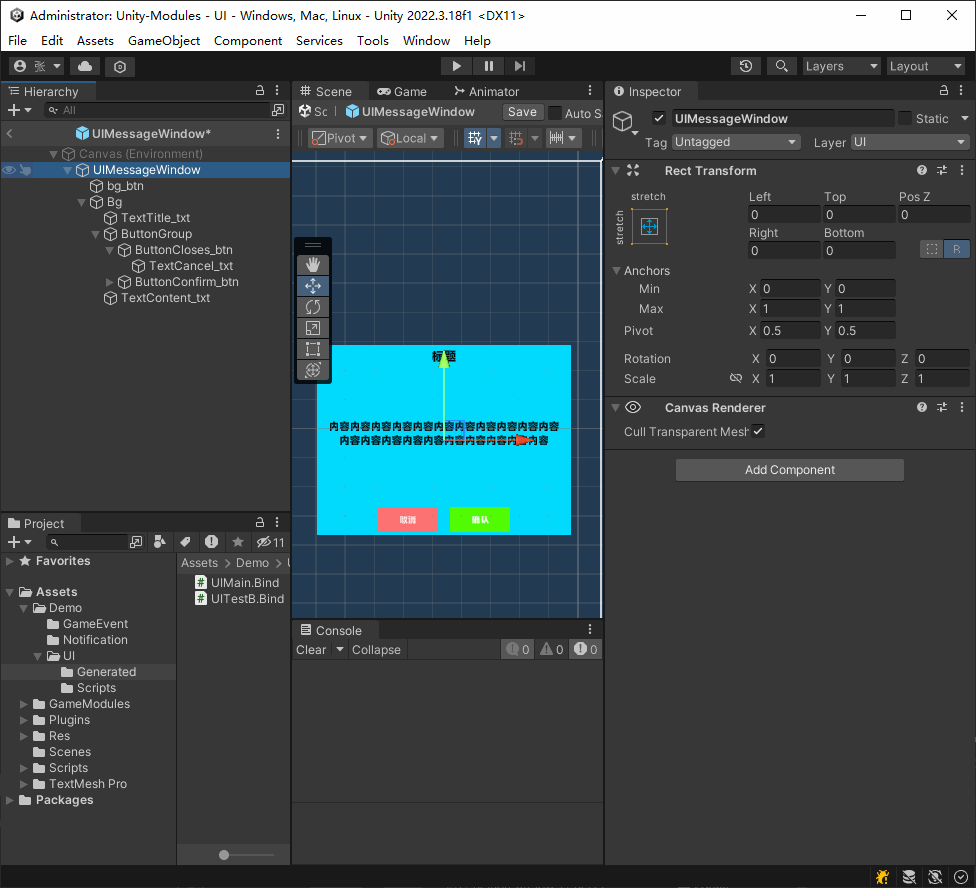 Administrator: Unity-Modules - UI - Windows, Mac, Linux - Unity 2022.3.18f1 <DX11>
File Edit Assets GameObject Component Services Tools Window Help
Layers Layout
Hierarchy
All
UIMessageWindow*
Canvas (Environment)
UIMessageWindow
bg_btn
Bg
TextTitle_txt
ButtonGroup
ButtonCloses_btn
TextCancel_txt
ButtonConfirm_btn
TextContent_txt
Scene Game Animator
Sc UIMessageWindow Save Auto S
Pivot Local
标题
内容内容内容内容内容内容内容内容内容内容内容
内容内容内容内容内容内容内容内容内容内容
取消 确认
Inspector
UIMessageWindow Static
Tag Untagged Layer UI
Rect Transform
stretch
stretch
Left Top Pos Z
0 0 0
Right Bottom
0 0 R
Anchors
Min X 0 Y 0
Max X 1 Y 1
Pivot X 0.5 Y 0.5
Rotation X 0 Y 0 Z 0
Scale X 1 Y 1 Z 1
Canvas Renderer
Cull Transparent Mesh
Add Component
Project
11
Favorites
Assets
Demo
GameEvent
Notification
UI
Generated
Scripts
GameModules
Plugins
Res
Scenes
Scripts
TextMesh Pro
Packages
Assets > Demo >
UIMain.Bind
UITestB.Bind
Console
Clear Collapse 0 0 0